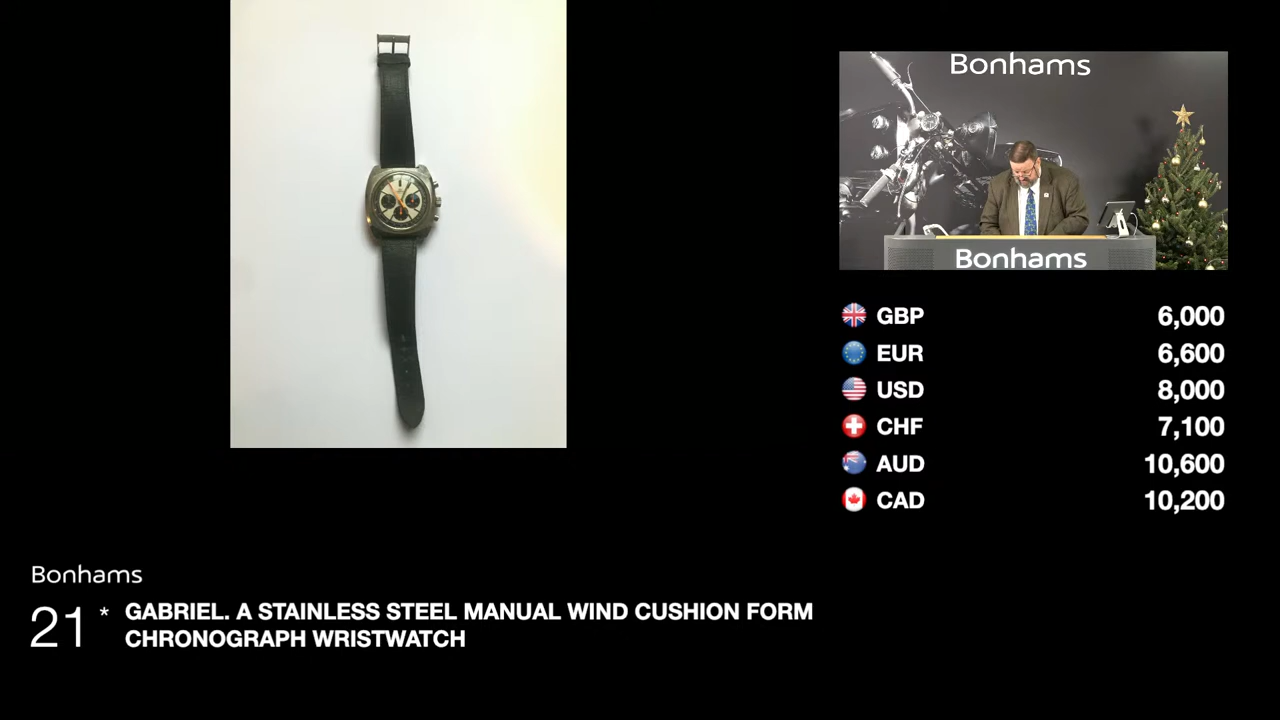 Bonhams
Bonhams
GBP 6,000
EUR 6,600
USD 8,000
CHF 7,100
AUD 10,600
CAD 10,200
Bonhams
21 * GABRIEL. A STAINLESS STEEL MANUAL WIND CUSHION FORM
CHRONOGRAPH WRISTWATCH